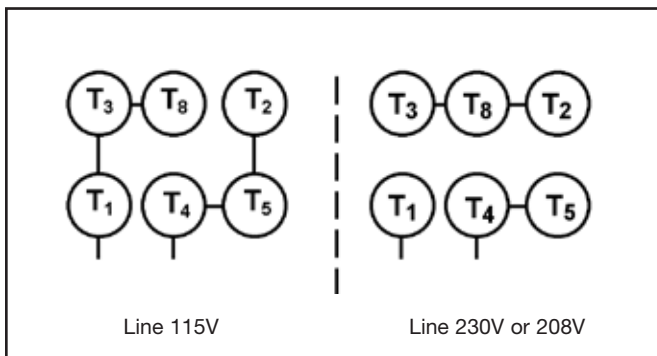 T₃ T₈ T₂ T₃ T₈ T₂
T₁ T₄ T₅ T₁ T₄ T₅
Line 115V Line 230V or 208V